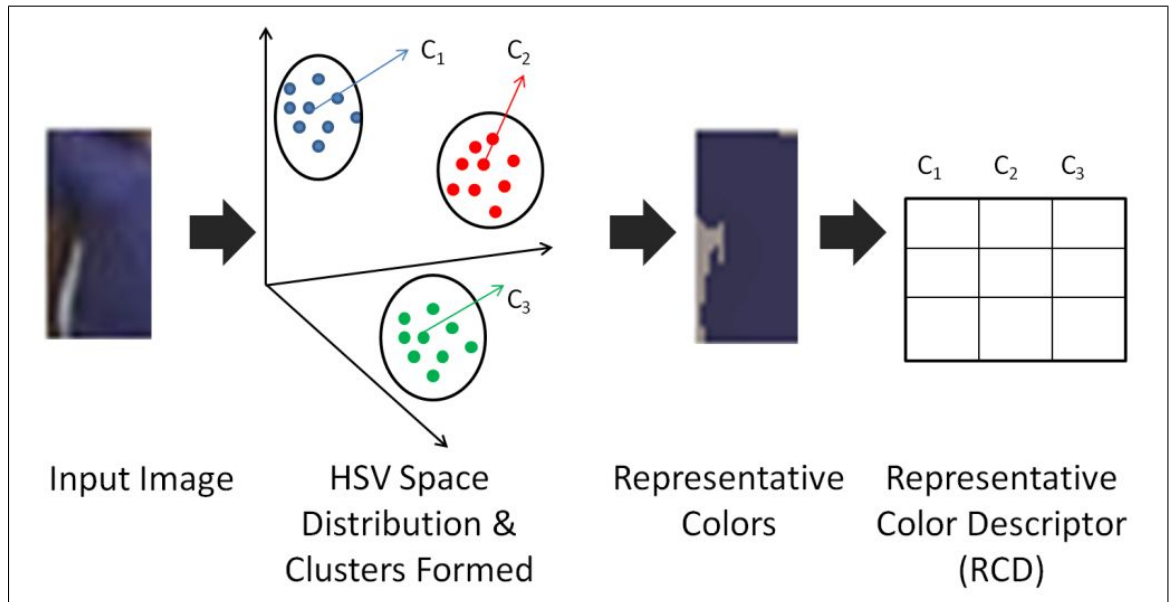 C1
C2
C3
C1 C2 C3
Input Image
HSV Space
Distribution &
Clusters Formed
Representative
Colors
Representative
Color Descriptor
(RCD)